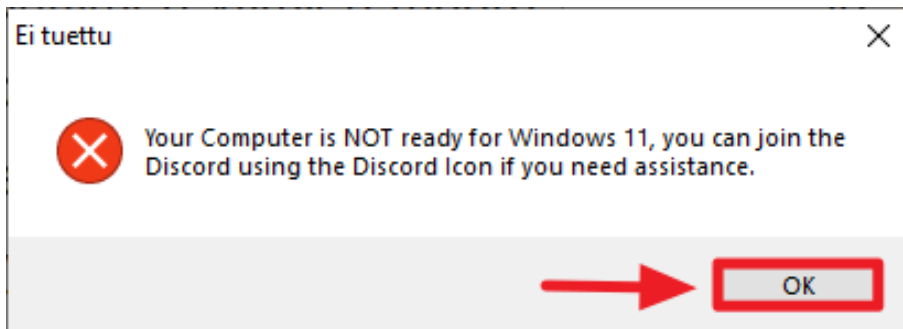 Ei tuettu
Your Computer is NOT ready for Windows 11, you can join the
Discord using the Discord Icon if you need assistance.
OK